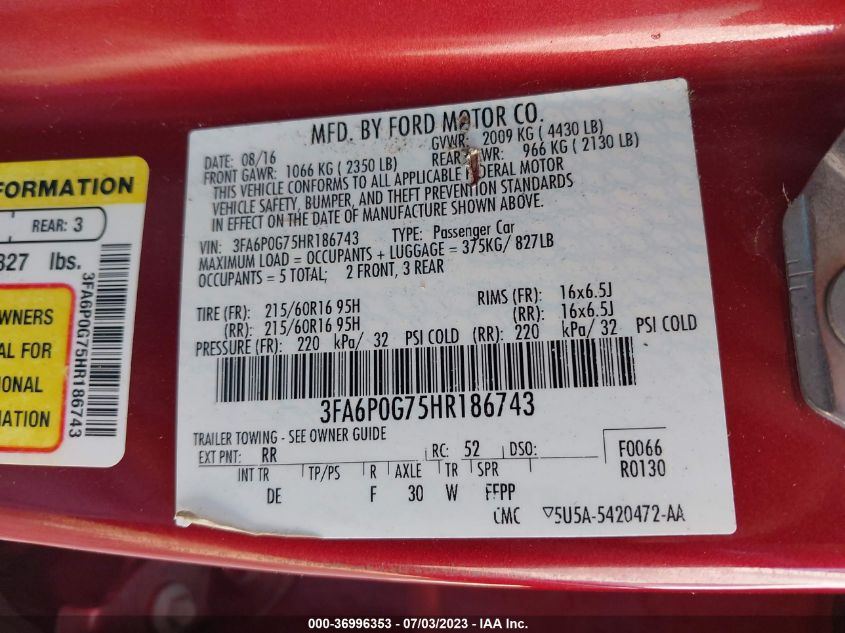 MFD. BY FORD MOTOR CO.
DATE: 08/16 GVWR: 2009 KG ( 4430 LB)
FRONT GAWR: 1066 KG ( 2350 LB) REAR WR: 966 KG ( 2130 LB)
THIS VEHICLE CONFORMS TO ALL APPLICABLE FEDERAL MOTOR
VEHICLE SAFETY, BUMPER, AND THEFT PREVENTION STANDARDS
IN EFFECT ON THE DATE OF MANUFACTURE SHOWN ABOVE.
VIN: 3FA6P0G75HR186743 TYPE: Passenger Car
MAXIMUM LOAD = OCCUPANTS + LUGGAGE = 375KG/ 827LB
OCCUPANTS = 5 TOTAL; 2 FRONT, 3 REAR
TIRE (FR): 215/60R16 95H RIMS (FR): 16x6.5J
(RR): 215/60R16 95H (RR): 16x6.5J
PRESSURE (FR): 220 kPa/ 32 PSI COLD (RR): 220 kPa/ 32 PSI COLD
3FA6P0G75HR186743
TRAILER TOWING - SEE OWNER GUIDE
EXT PNT: RR RC: 52 DSO: F0066
INT TR TP/PS R AXLE TR SPR R0130
DE F 30 W FFPP
CMC ▽5U5A-5420472-AA
FORMATION
REAR: 3
827 lbs.
3FA6P0G75HR186743
OWNERS
AL FOR
IONAL
MATION
000-36996353 - 07/03/2023 - IAA Inc.